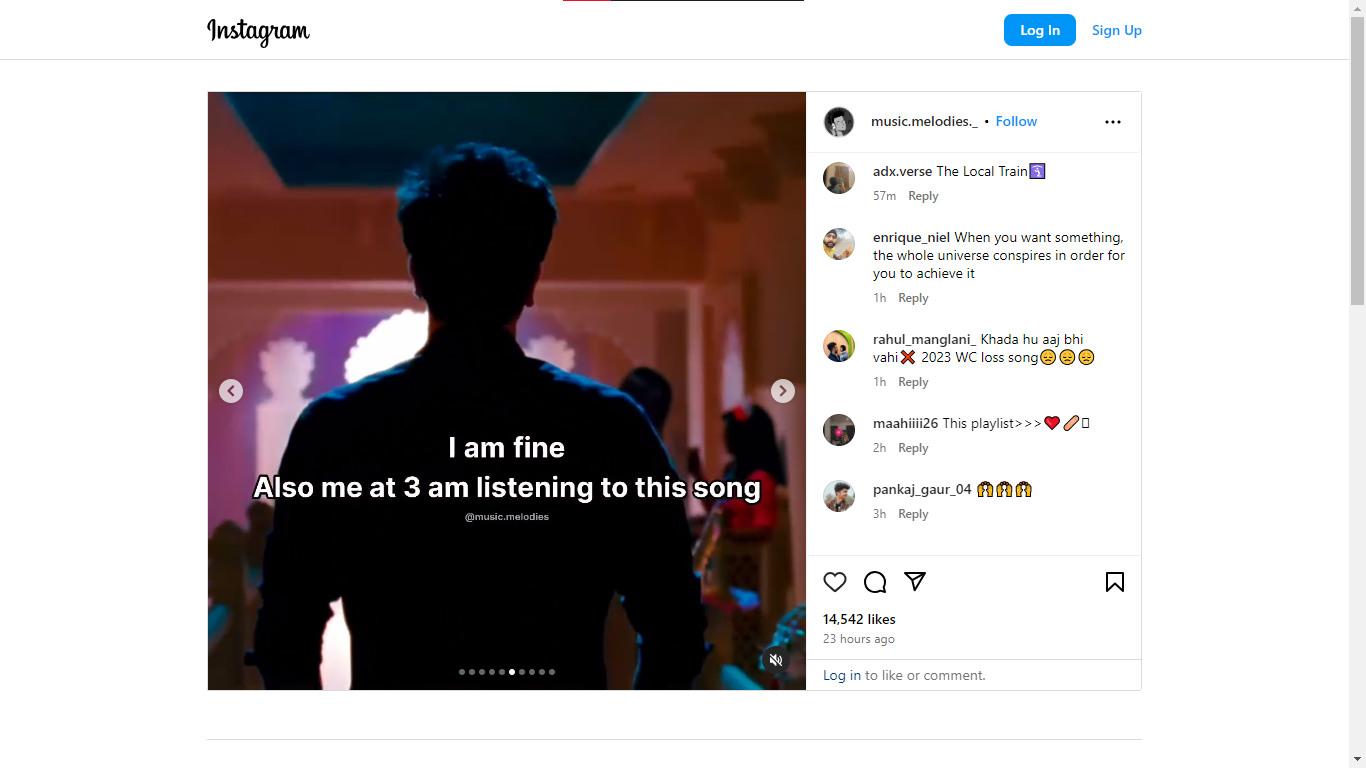 Instagram
Log In
Sign Up
I am fine
Also me at 3 am listening to this song
@music.melodies
music.melodies._ • Follow
adx.verse The Local Train🛐
57m Reply
enrique_niel When you want something,
the whole universe conspires in order for
you to achieve it
1h Reply
rahul_manglani_ Khada hu aaj bhi
vahi❌ 2023 WC loss song😞😞😞
1h Reply
maahiiii26 This playlist>>>❤️🩹
2h Reply
pankaj_gaur_04 🙌🙌🙌
3h Reply
14,542 likes
23 hours ago
Log in to like or comment.